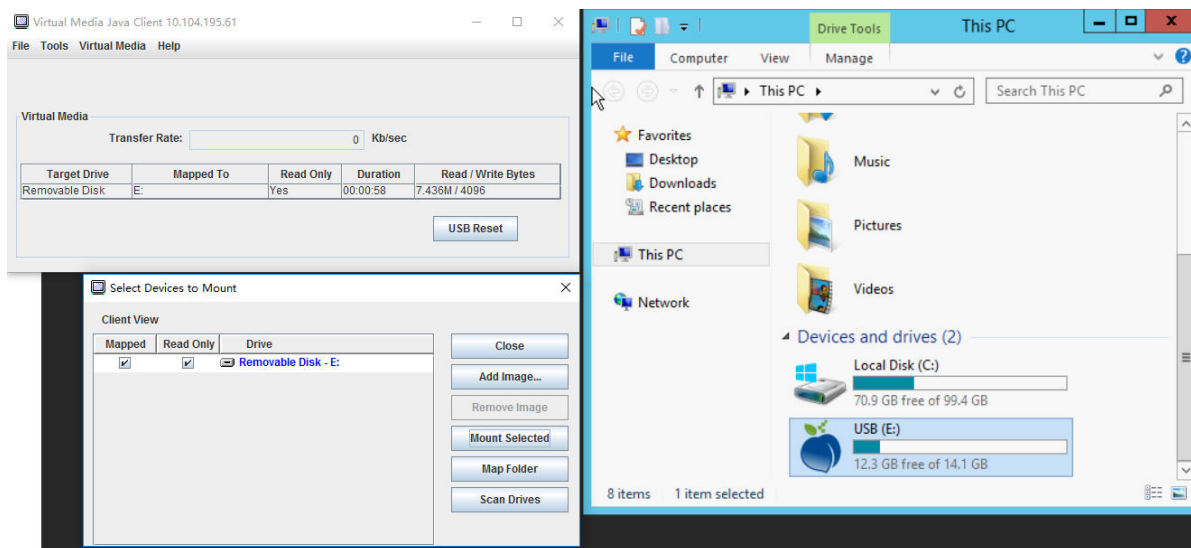 Virtual Media Java Client 10.104.195.61
File Tools Virtual Media Help
Virtual Media
Transfer Rate: 0 Kb/sec
Target Drive Mapped To Read Only Duration Read / Write Bytes
Removable Disk E: Yes 00:00:58 7.436M / 4096
USB Reset
Select Devices to Mount
Client View
Mapped Read Only Drive
Removable Disk - E:
Close
Add Image...
Remove Image
Mount Selected
Map Folder
Scan Drives
Drive Tools This PC
File Computer View Manage
This PC Search This PC
Favorites
Desktop
Downloads
Recent places
This PC
Network
Music
Pictures
Videos
Devices and drives (2)
Local Disk (C:)
70.9 GB free of 99.4 GB
USB (E:)
12.3 GB free of 14.1 GB
8 items 1 item selected